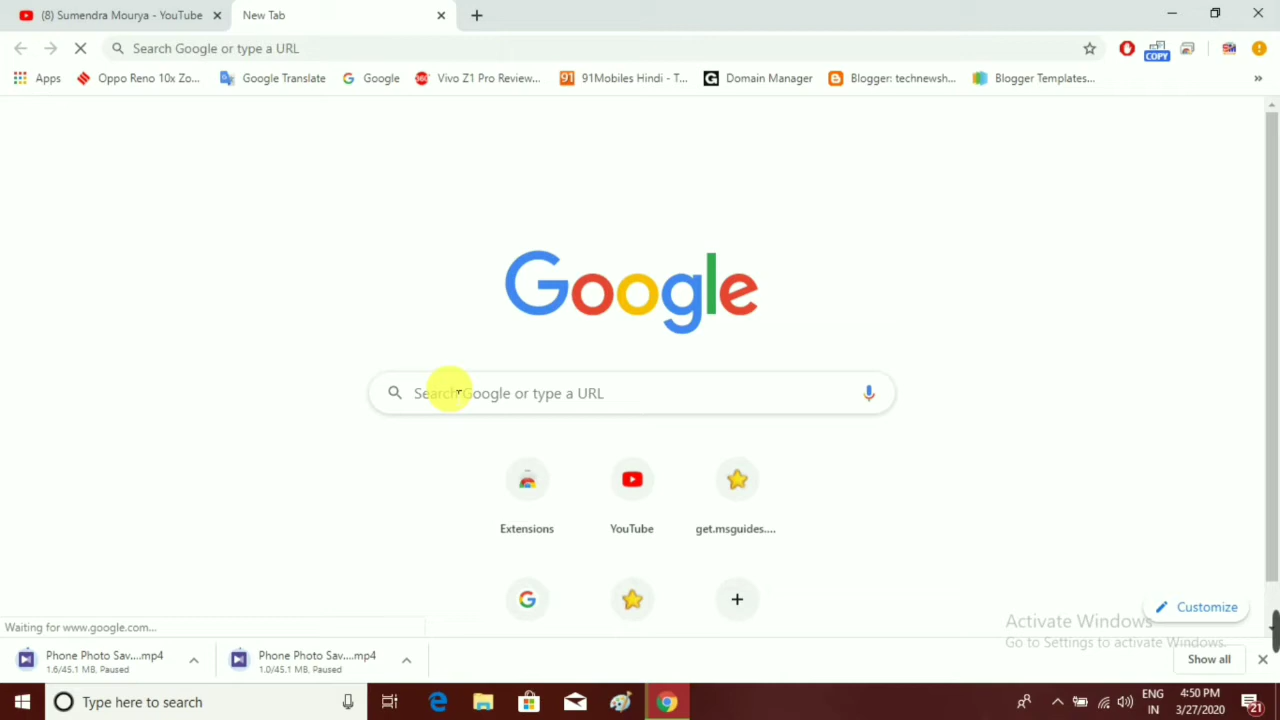 (8) Sumendra Mourya - YouTube
New Tab
Search Google or type a URL
COPY
Apps
Oppo Reno 10x Zo...
Google Translate
Google
Vivo Z1 Pro Review...
91Mobiles Hindi - T...
Domain Manager
Blogger: technewsh...
Blogger Templates...
»
Google
Search Google or type a URL
Extensions
YouTube
get.msguides....
Customize
Activate Windows
Go to Settings to activate Windows.
Waiting for www.google.com...
Phone Photo Sav....mp4
1.6/45.1 MB, Paused
Phone Photo Sav....mp4
1.0/45.1 MB, Paused
Show all
Type here to search
ENG
IN
4:50 PM
3/27/2020
21